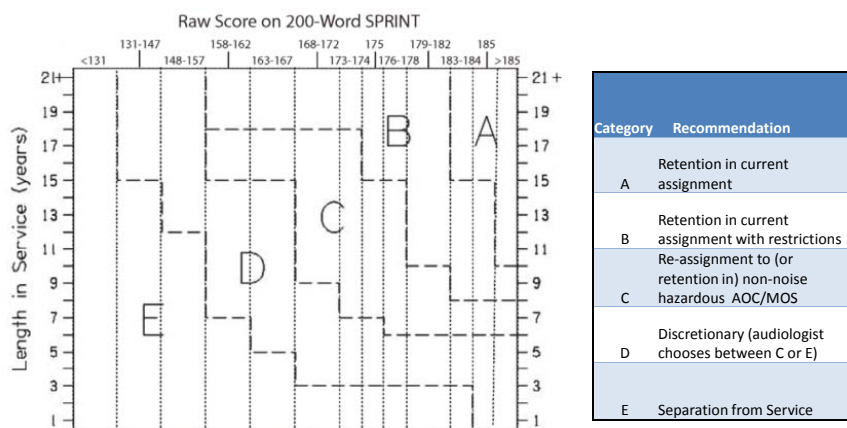 Raw Score on 200-Word SPRINT
131-147 158-162 168-172 175 179-182 185
<131 148-157 163-167 173-174 176-178 183-184 >185
Length in Service (years)
21+ 21+
19 19
17 17
15 15
13 13
11 11
9 9
7 7
5 5
3 3
1 1
A
B
C
D
E
Category Recommendation
Retention in current
A assignment
Retention in current
B assignment with restrictions
Re-assignment to (or
retention in) non-noise
C hazardous AOC/MOS
Discretionary (audiologist
D chooses between C or E)
E Separation from Service